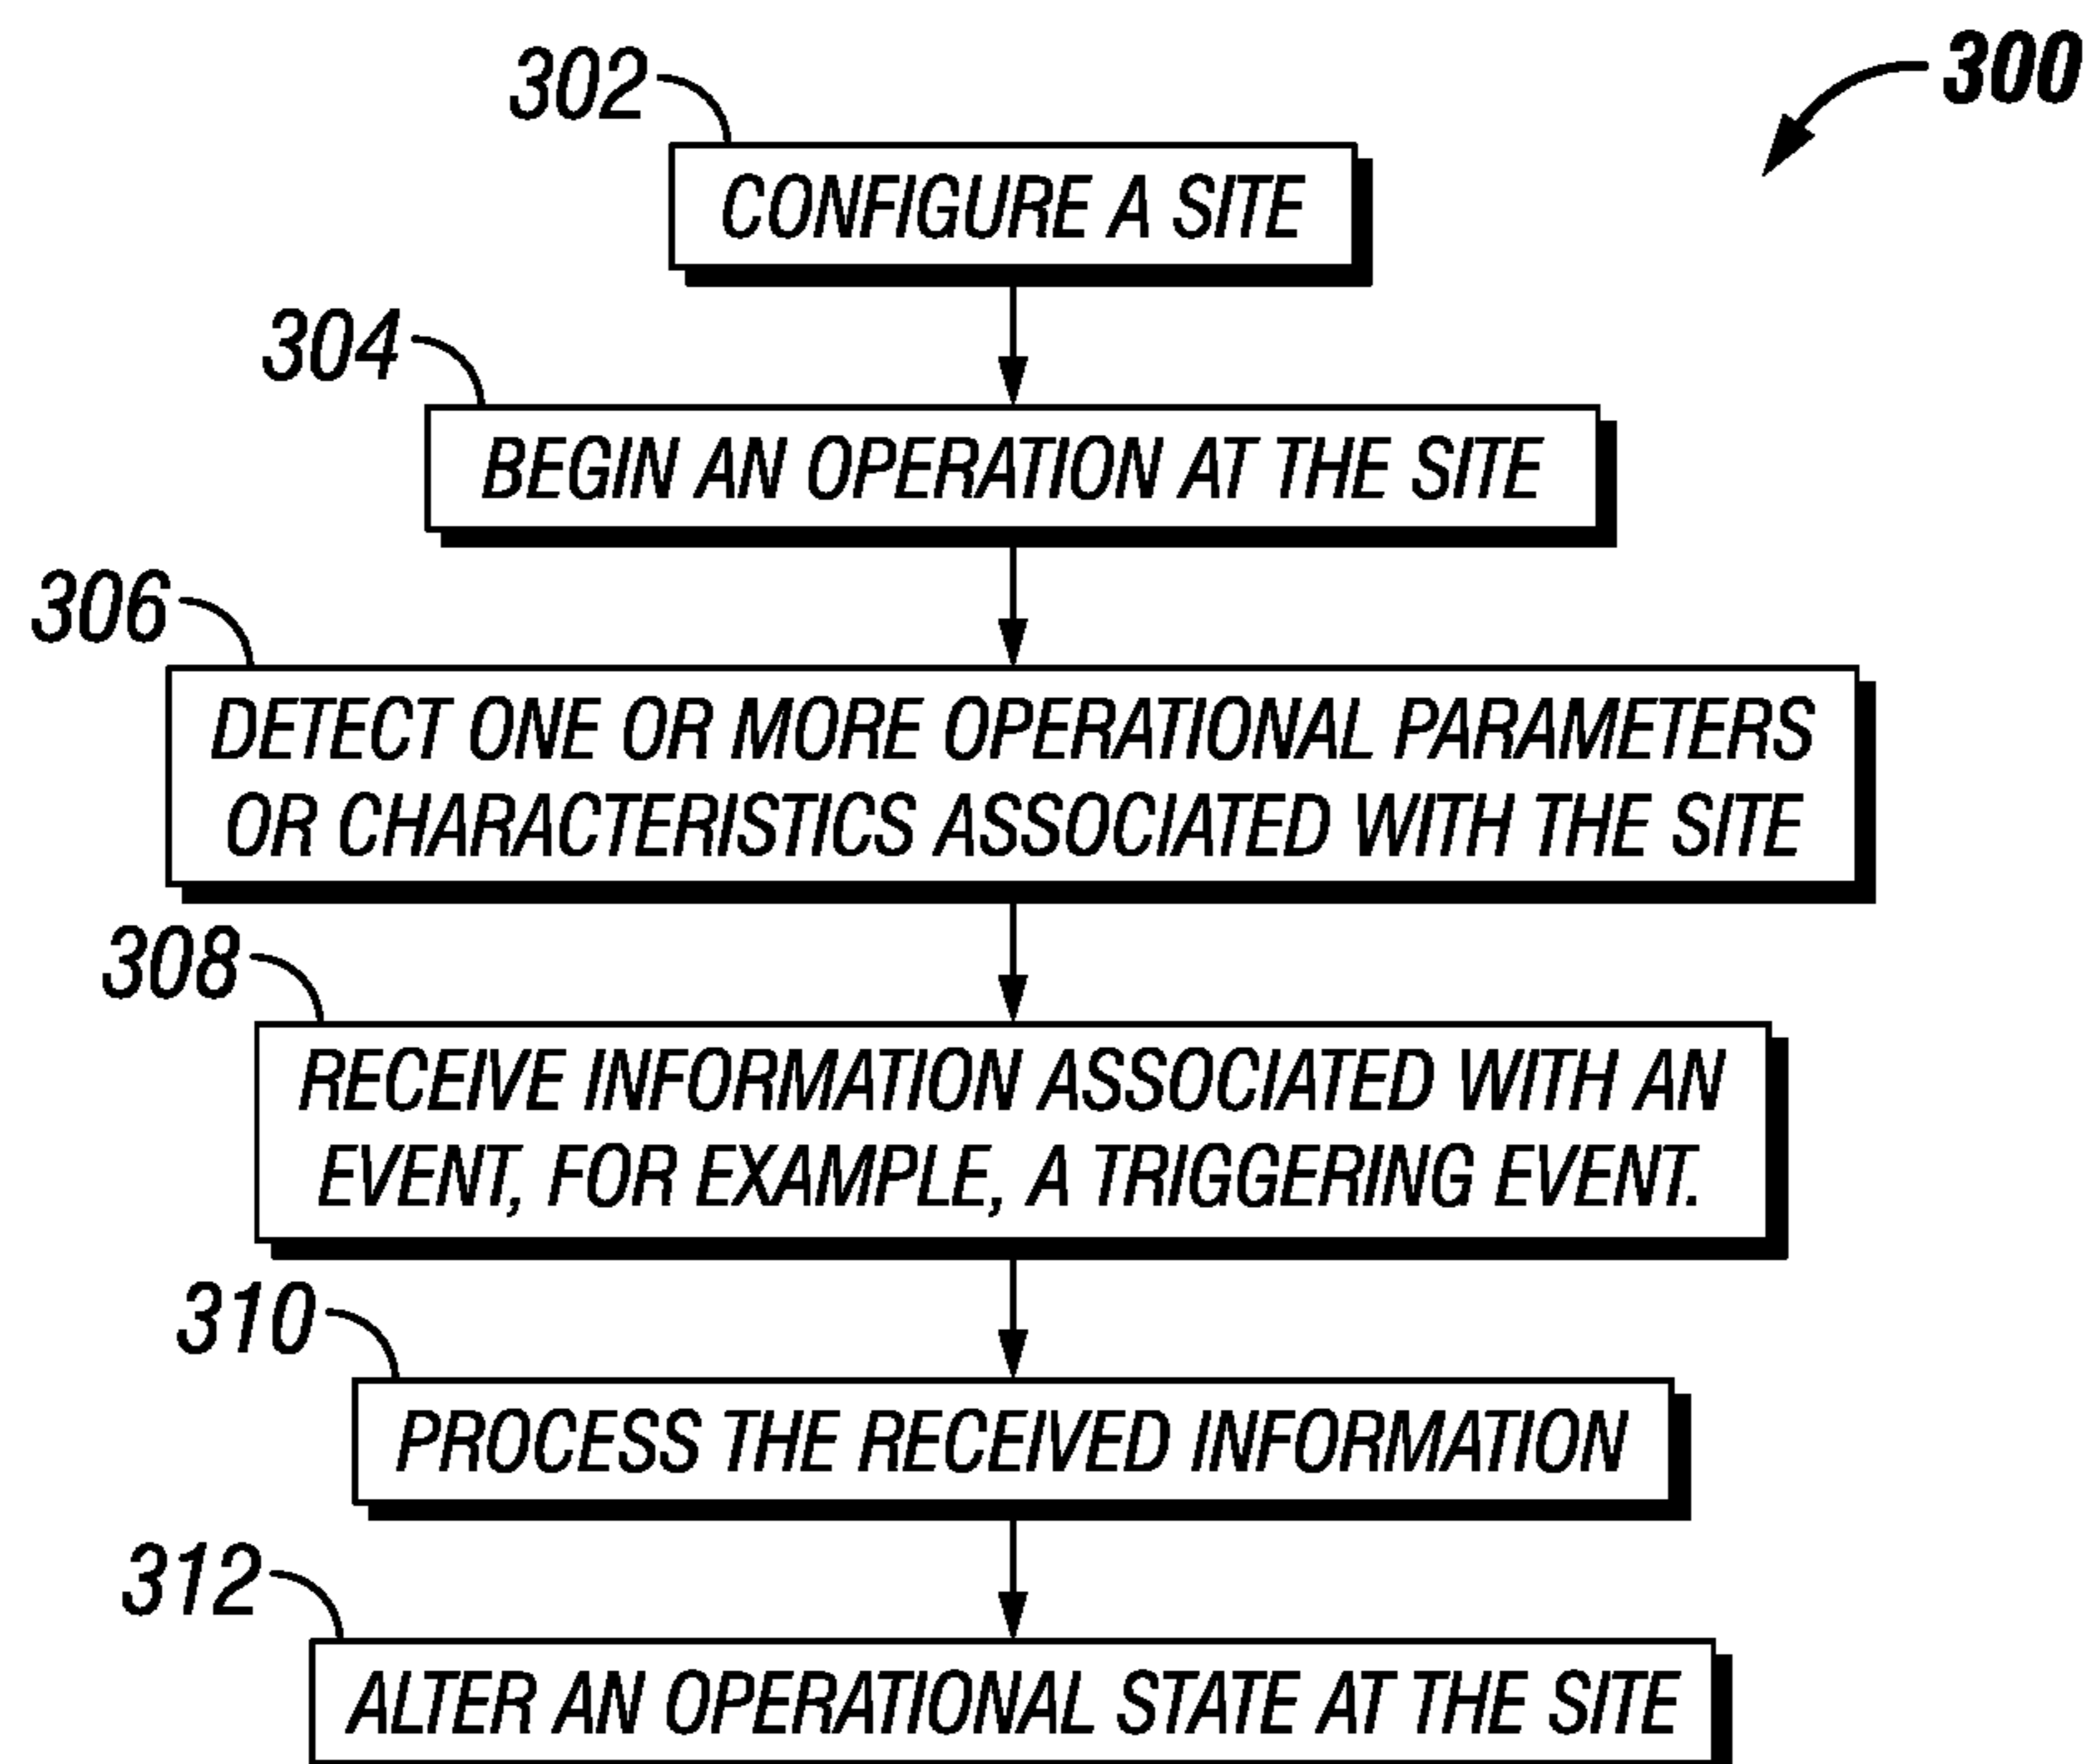 300
302
CONFIGURE A SITE
304
BEGIN AN OPERATION AT THE SITE
306
DETECT ONE OR MORE OPERATIONAL PARAMETERS
OR CHARACTERISTICS ASSOCIATED WITH THE SITE
308
RECEIVE INFORMATION ASSOCIATED WITH AN
EVENT, FOR EXAMPLE, A TRIGGERING EVENT.
310
PROCESS THE RECEIVED INFORMATION
312
ALTER AN OPERATIONAL STATE AT THE SITE